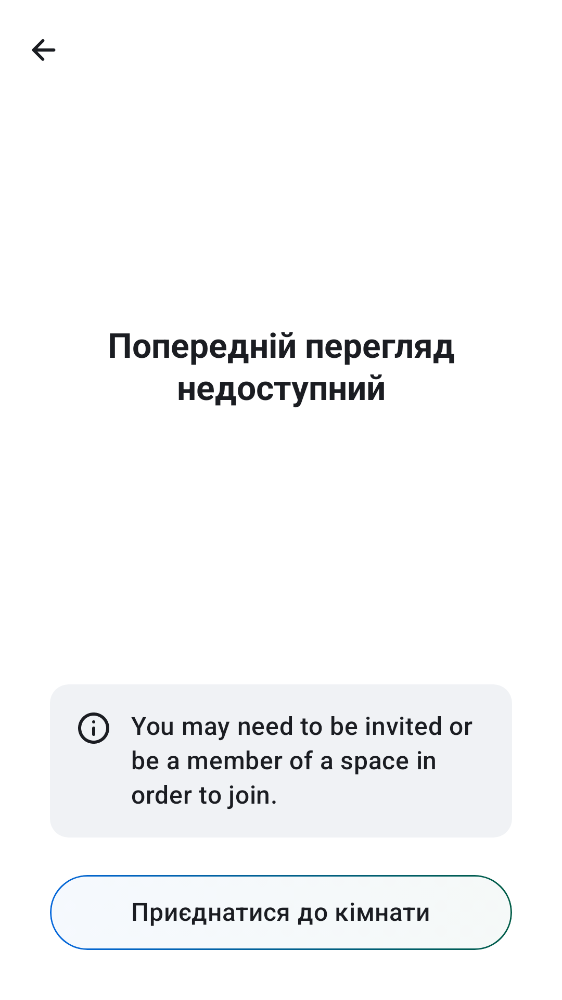 Попередній перегляд
недоступний
You may need to be invited or
be a member of a space in
order to join.
Приєднатися до кімнати